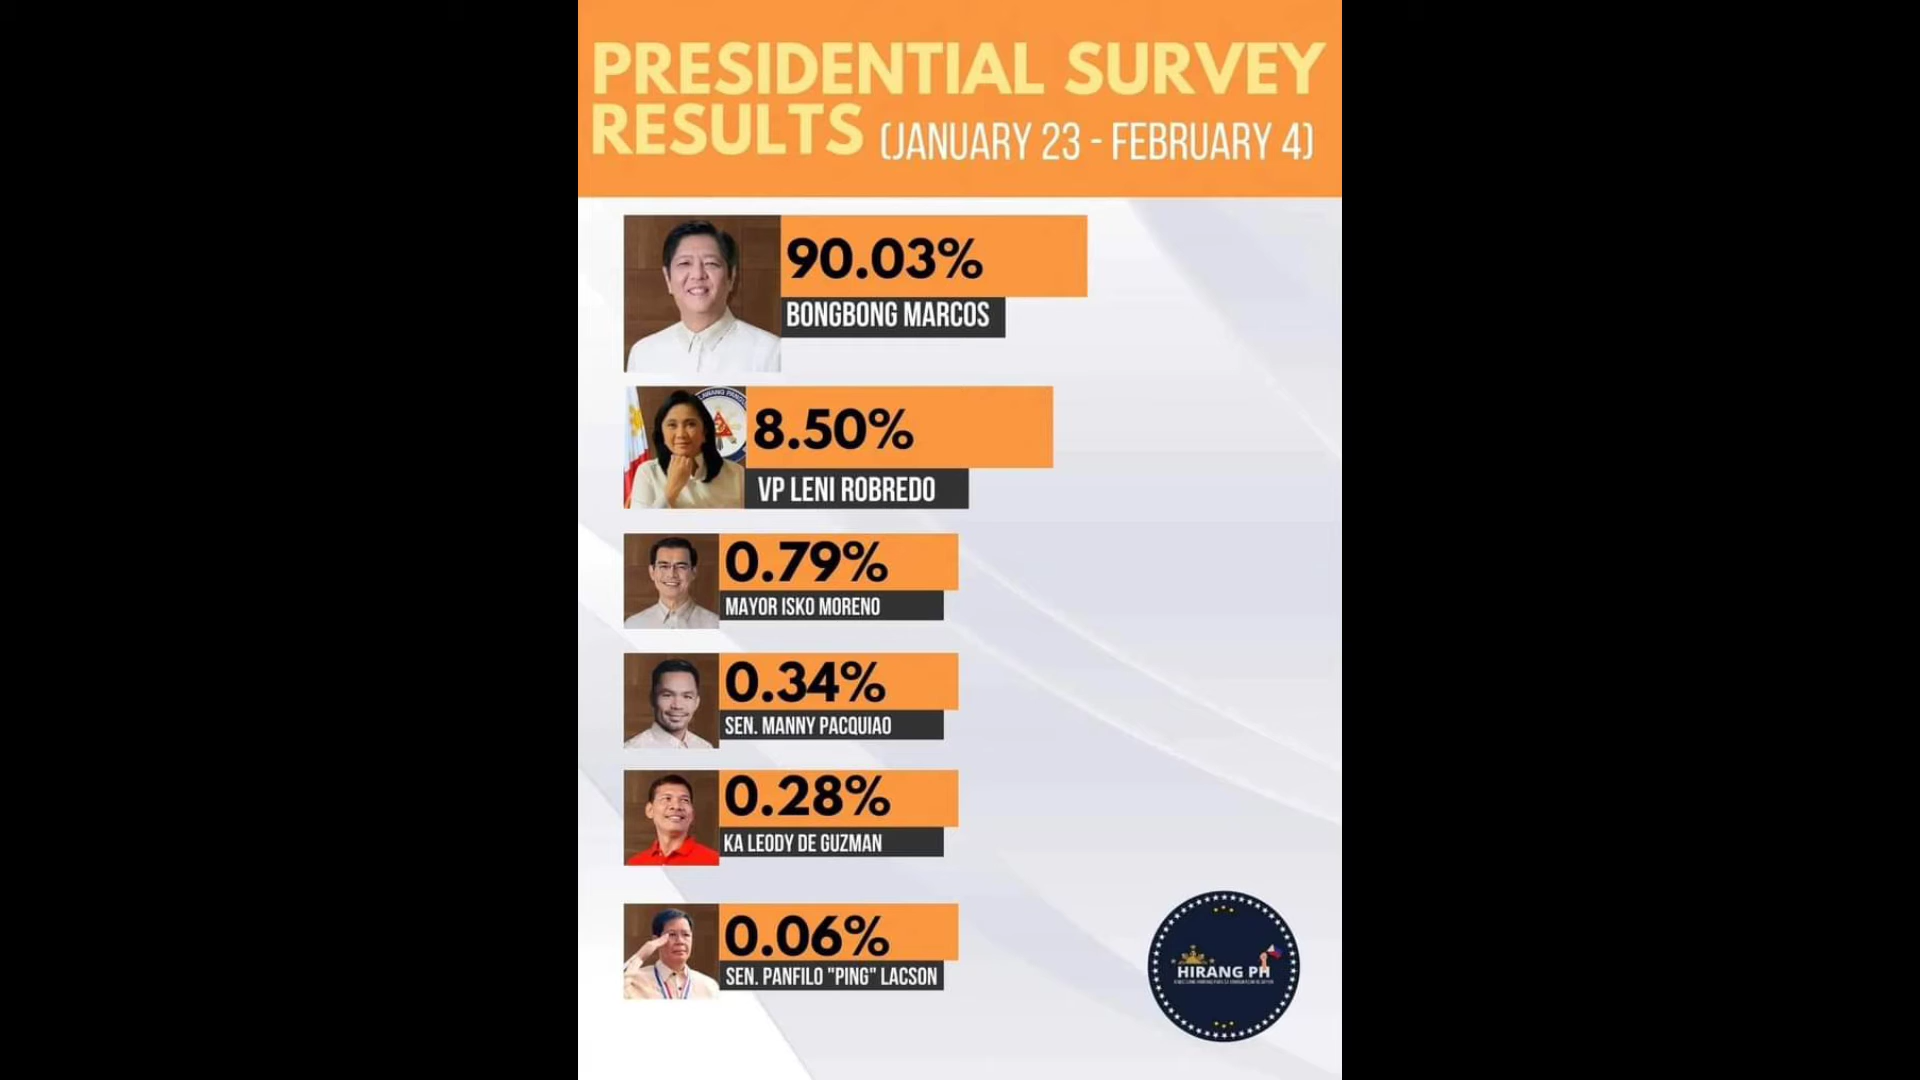 PRESIDENTIAL SURVEY
RESULTS (JANUARY 23 - FEBRUARY 4)
90.03%
BONGBONG MARCOS
8.50%
VP LENI ROBREDO
0.79%
MAYOR ISKO MORENO
0.34%
SEN. MANNY PACQUIAO
0.28%
KA LEODY DE GUZMAN
0.06%
SEN. PANFILO "PING" LACSON
HIRANG PH